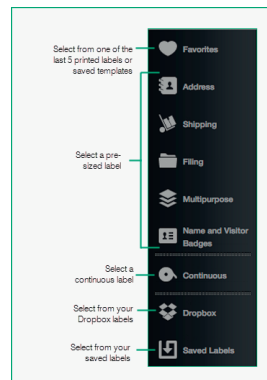 Select from one of the
last 5 printed labels or
saved templates
Favorites
Address
Shipping
Select a pre-
sized label
Filing
Multipurpose
Name and Visitor
Badges
Select a
continuous label
Continuous
Select from your
Dropbox labels
Dropbox
Select from your
saved labels
Saved Labels